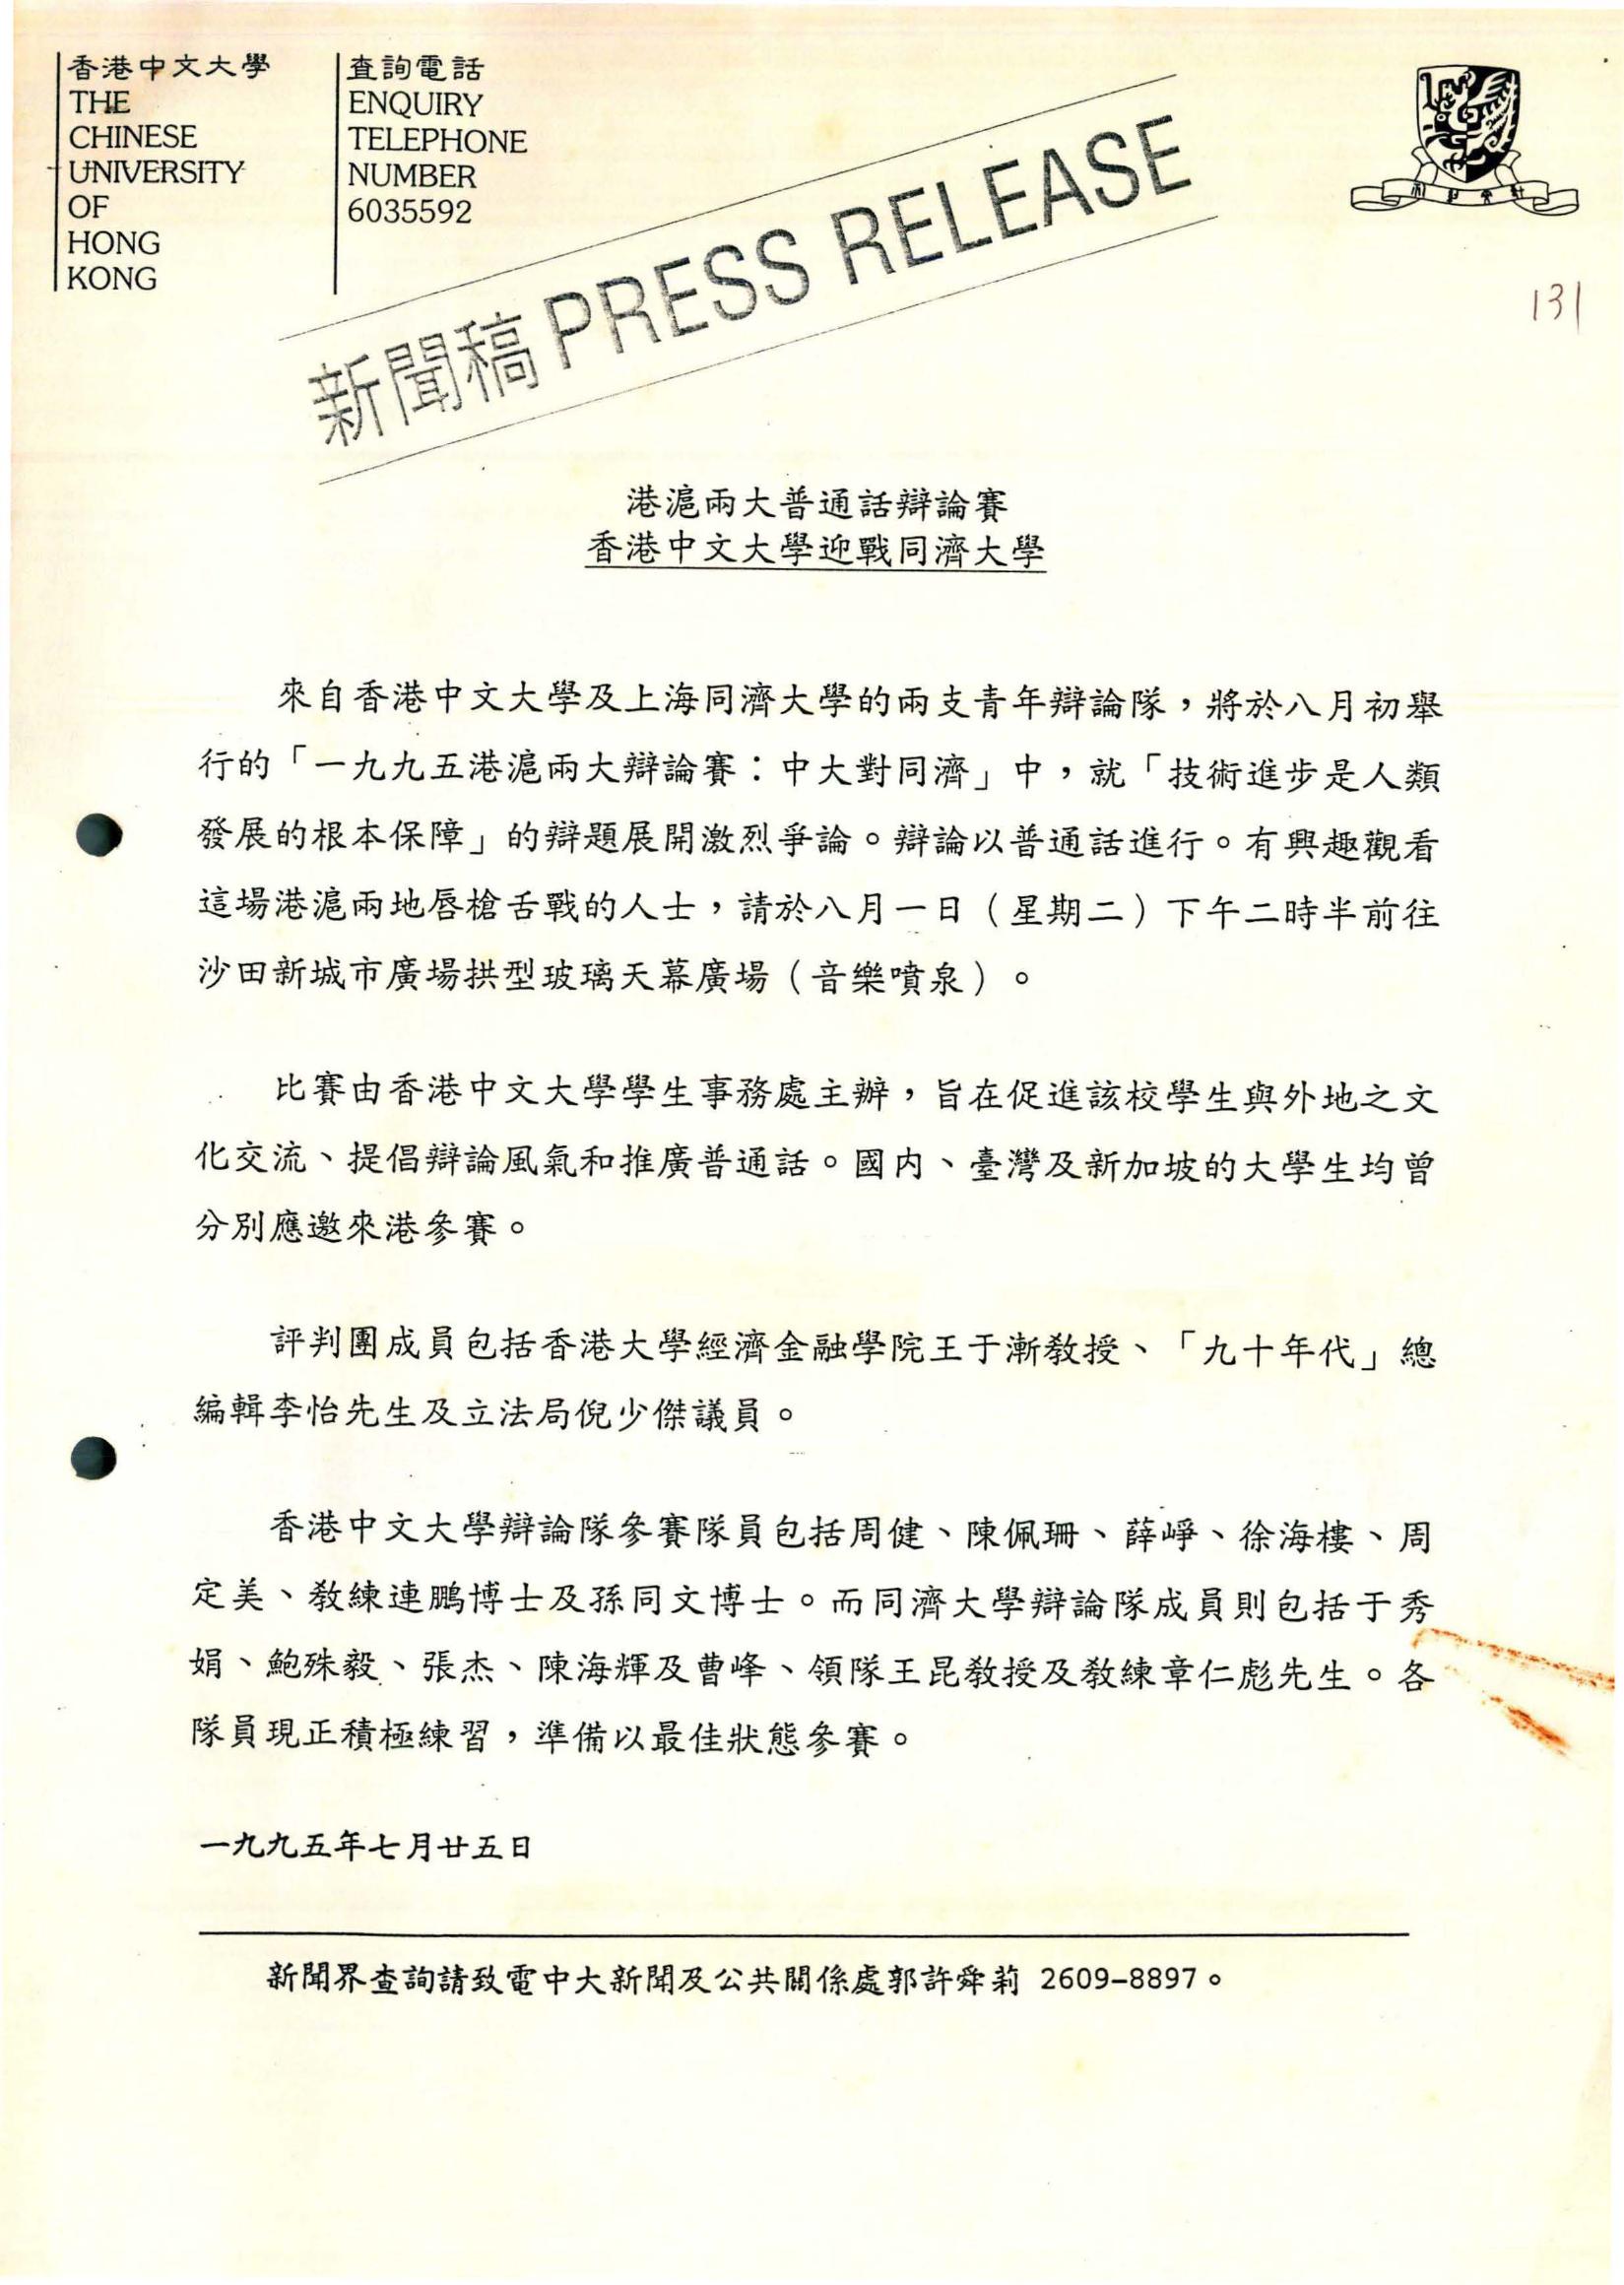 香港中文大學
THE
CHINESE
UNIVERSITY
OF
HONG
KONG
查詢電話
ENQUIRY
TELEPHONE
NUMBER
6035592
新聞稿 PRESS RELEASE
131
港滬兩大普通話辯論賽
香港中文大學迎戰同濟大學
來自香港中文大學及上海同濟大學的兩支青年辯論隊，將於八月初舉
行的「一九九五港滬兩大辯論賽：中大對同濟」中，就「技術進步是人類
發展的根本保障」的辯題展開激烈爭論。辯論以普通話進行。有興趣觀看
這場港滬兩地唇槍舌戰的人士，請於八月一日（星期二）下午二時半前往
沙田新城市廣場拱型玻璃天幕廣場（音樂噴泉）。
比賽由香港中文大學學生事務處主辦，旨在促進該校學生與外地之文
化交流、提倡辯論風氣和推廣普通話。國內、臺灣及新加坡的大學生均曾
分別應邀來港參賽。
評判團成員包括香港大學經濟金融學院王于漸教授、「九十年代」總
編輯李怡先生及立法局倪少傑議員。
香港中文大學辯論隊參賽隊員包括周健、陳佩珊、薛崢、徐海樓、周
定美、教練連鵬博士及孫同文博士。而同濟大學辯論隊成員則包括于秀
娟、鮑殊毅、張杰、陳海輝及曹峰、領隊王昆教授及教練章仁彪先生。各
隊員現正積極練習，準備以最佳狀態參賽。
一九九五年七月廿五日
新聞界查詢請致電中大新聞及公共關係處郭許舜莉 2609-8897。